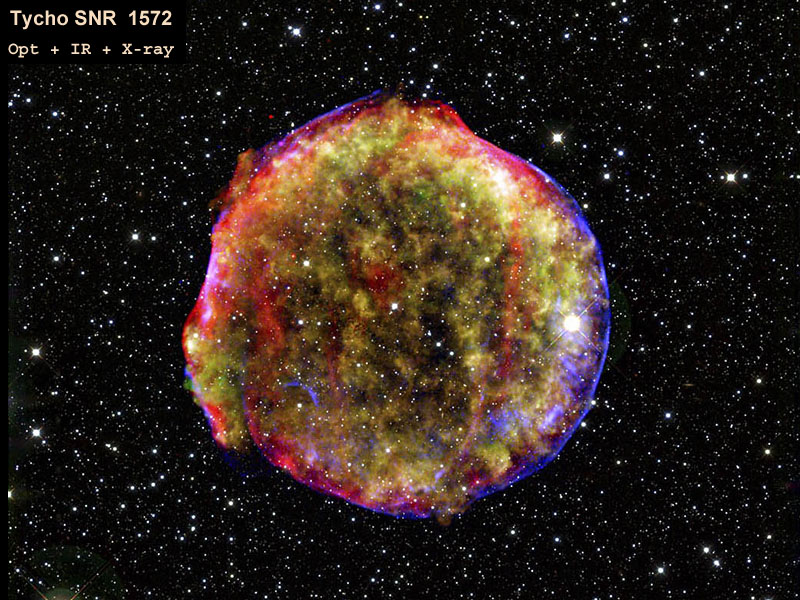 Tycho SNR 1572
Opt + IR + X-ray